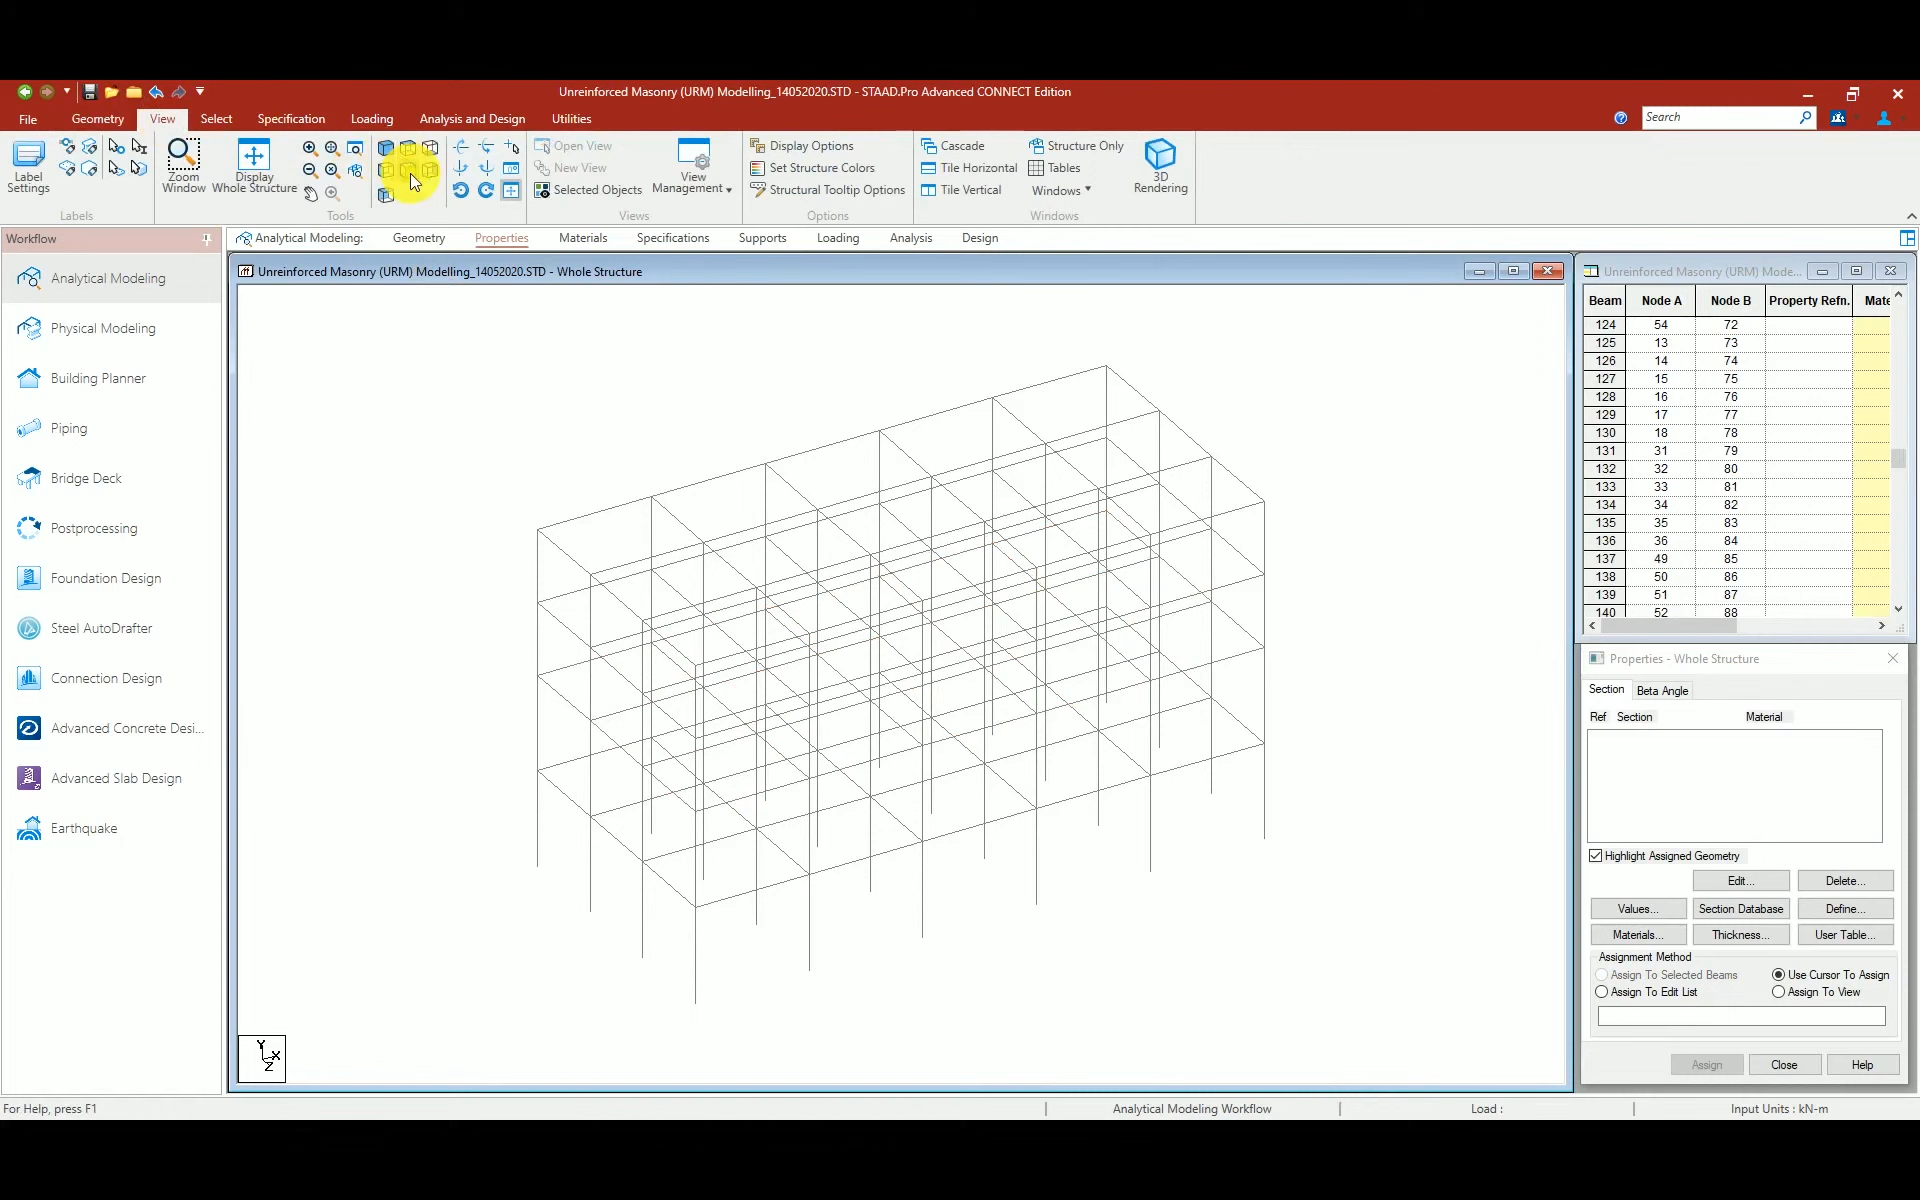 Unreinforced Masonry (URM) Modelling_14052020.STD - STAAD.Pro Advanced CONNECT Edition
File
Geometry
View
Select
Specification
Loading
Analysis and Design
Utilities
Search
Label Settings
Labels
Zoom Window
Display Whole Structure
Tools
Open View
New View
Selected Objects
View Management
Views
Display Options
Set Structure Colors
Structural Tooltip Options
Options
Cascade
Tile Horizontal
Tile Vertical
Structure Only
Tables
Windows
Windows
3D Rendering
Workflow
Analytical Modeling:
Geometry
Properties
Materials
Specifications
Supports
Loading
Analysis
Design
Analytical Modeling
Physical Modeling
Building Planner
Piping
Bridge Deck
Postprocessing
Foundation Design
Steel AutoDrafter
Connection Design
Advanced Concrete Desi...
Advanced Slab Design
Earthquake
Unreinforced Masonry (URM) Modelling_14052020.STD - Whole Structure
Y
X
Z
Unreinforced Masonry (URM) Mode...
Beam Node A Node B Property Refn. Mate
124 54 72
125 13 73
126 14 74
127 15 75
128 16 76
129 17 77
130 18 78
131 31 79
132 32 80
133 33 81
134 34 82
135 35 83
136 36 84
137 49 85
138 50 86
139 51 87
140 52 88
Properties - Whole Structure
Section Beta Angle
Ref Section Material
Highlight Assigned Geometry
Edit... Delete...
Values... Section Database Define...
Materials... Thickness... User Table...
Assignment Method
Assign To Selected Beams Use Cursor To Assign
Assign To Edit List Assign To View
Assign Close Help
For Help, press F1
Analytical Modeling Workflow
Load :
Input Units : kN-m